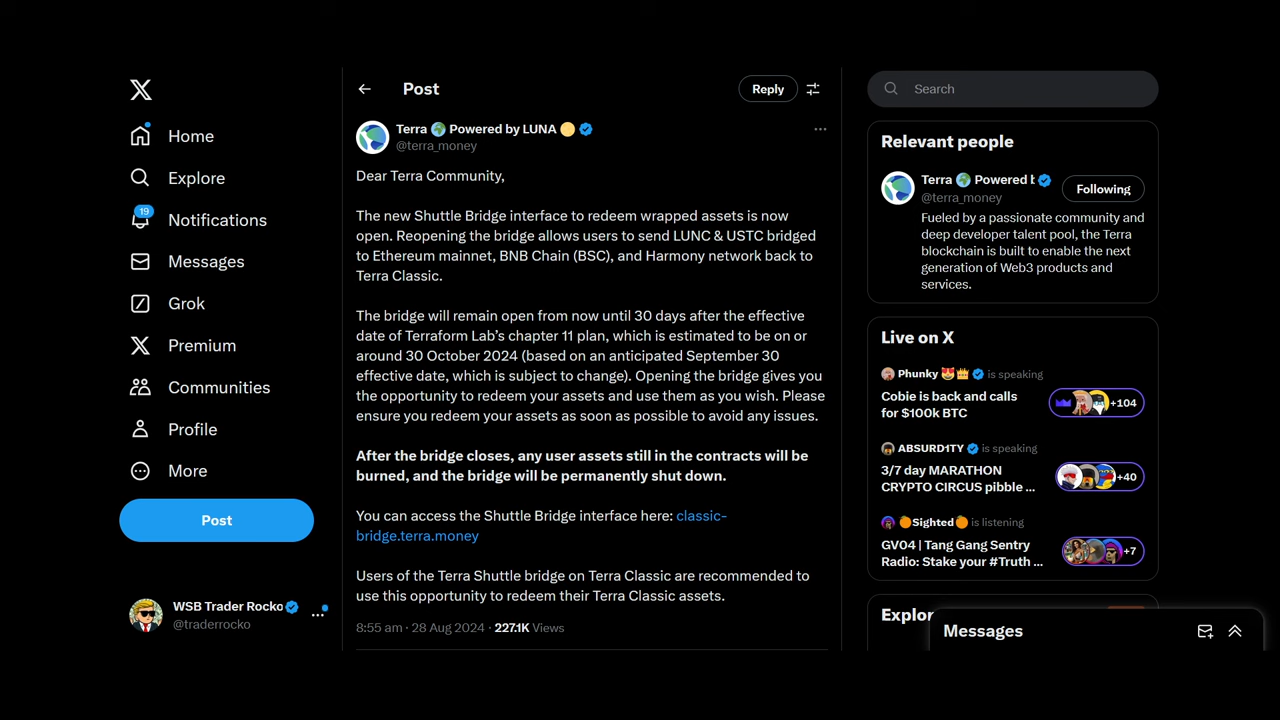 Home
Explore
19
Notifications
Messages
Grok
Premium
Communities
Profile
More
Post
WSB Trader Rocko
@traderrocko
Post
Reply
Terra 🌍 Powered by LUNA 🌕
@terra_money
Dear Terra Community,
The new Shuttle Bridge interface to redeem wrapped assets is now
open. Reopening the bridge allows users to send LUNC & USTC bridged
to Ethereum mainnet, BNB Chain (BSC), and Harmony network back to
Terra Classic.
The bridge will remain open from now until 30 days after the effective
date of Terraform Lab’s chapter 11 plan, which is estimated to be on or
around 30 October 2024 (based on an anticipated September 30
effective date, which is subject to change). Opening the bridge gives you
the opportunity to redeem your assets and use them as you wish. Please
ensure you redeem your assets as soon as possible to avoid any issues.
After the bridge closes, any user assets still in the contracts will be
burned, and the bridge will be permanently shut down.
You can access the Shuttle Bridge interface here: classic-
bridge.terra.money
Users of the Terra Shuttle bridge on Terra Classic are recommended to
use this opportunity to redeem their Terra Classic assets.
8:55 am · 28 Aug 2024 · 227.1K Views
Search
Relevant people
Terra 🌍 Powered b
@terra_money
Following
Fueled by a passionate community and
deep developer talent pool, the Terra
blockchain is built to enable the next
generation of Web3 products and
services.
Live on X
Phunky 😻👑 is speaking
Cobie is back and calls
for $100k BTC
+104
ABSURD1TY is speaking
3/7 day MARATHON
CRYPTO CIRCUS pibble ...
+40
🍊Sighted🍊 is listening
GV04 | Tang Gang Sentry
Radio: Stake your #Truth ...
+7
Explor
Messages